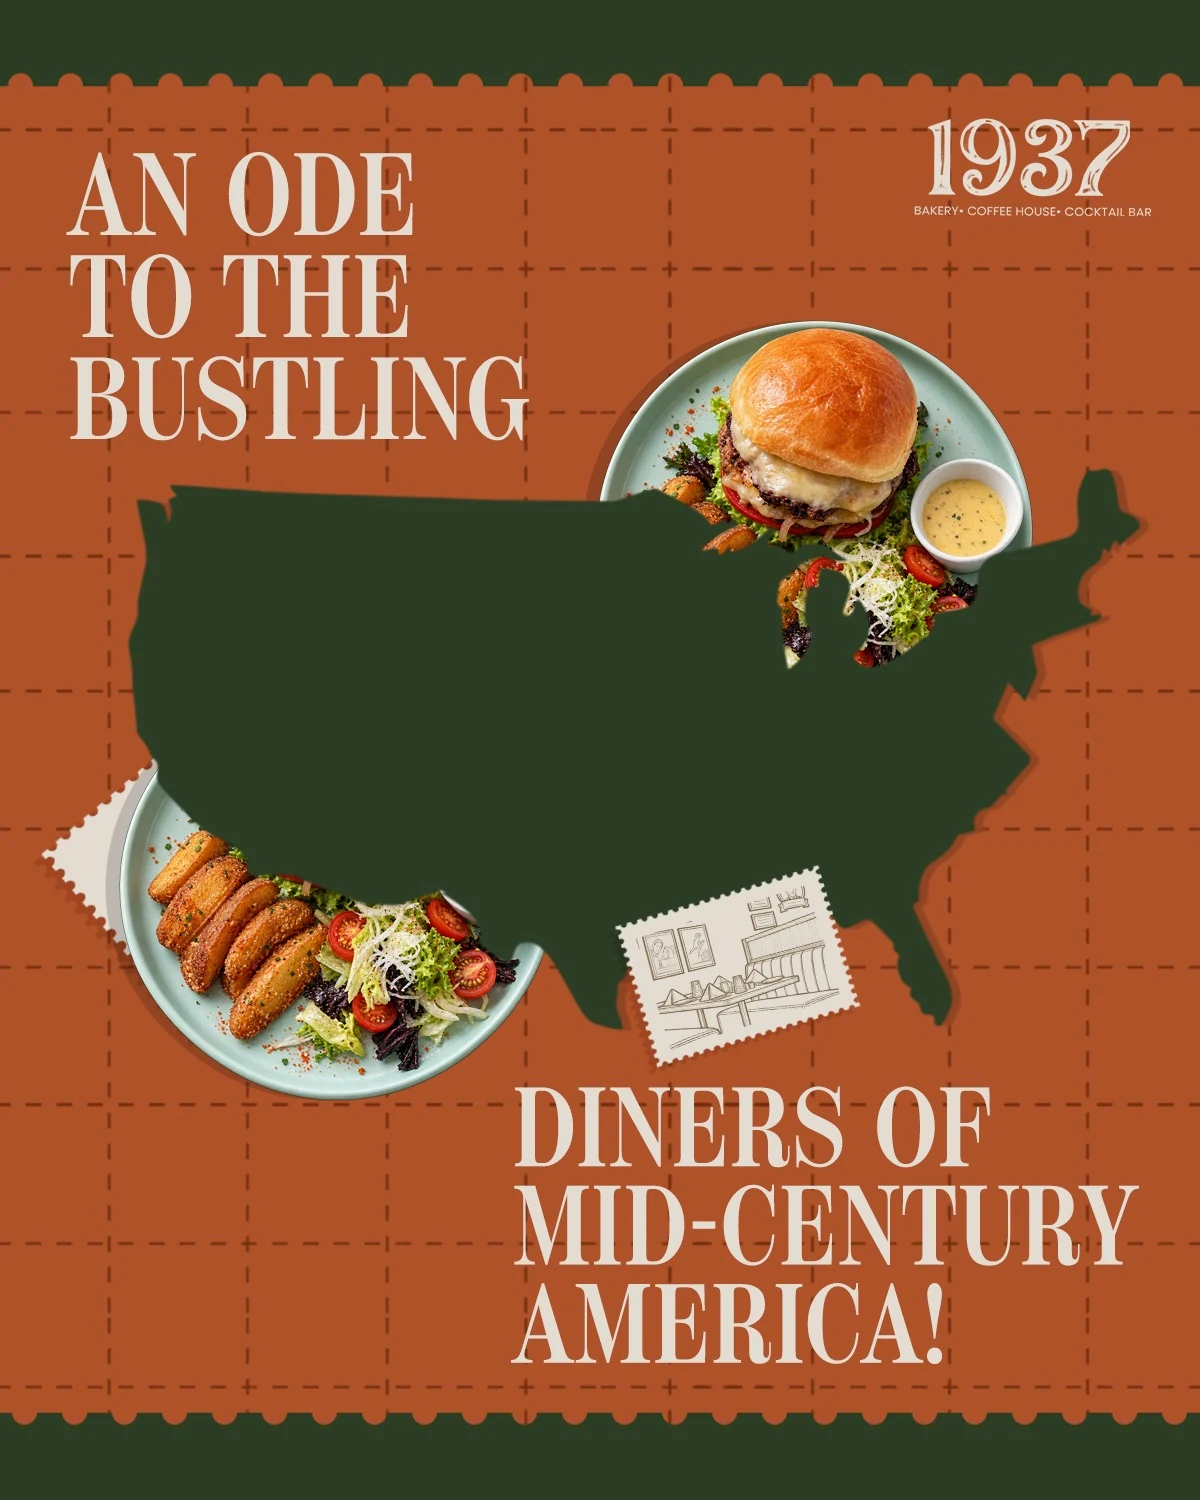 AN ODE
TO THE
BUSTLING
1937
BAKERY• COFFEE HOUSE• COCKTAIL BAR
DINERS OF
MID-CENTURY
AMERICA!